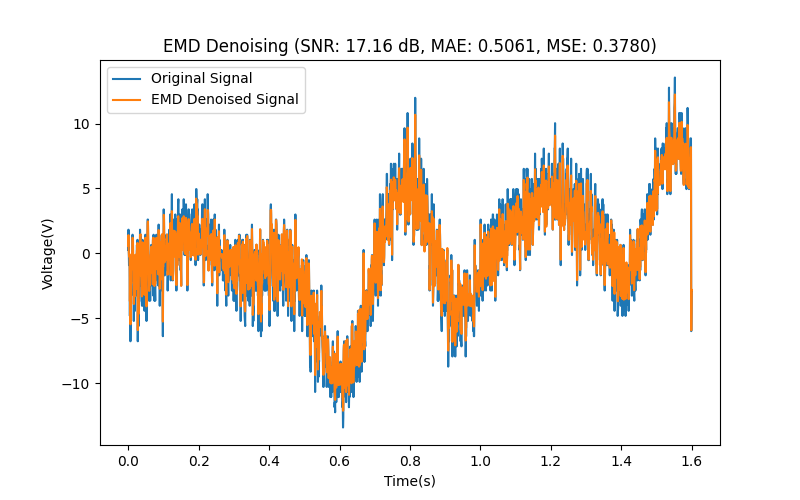 EMD Denoising (SNR: 17.16 dB, MAE: 0.5061, MSE: 0.3780)
Original Signal
EMD Denoised Signal
10
5
0
−5
−10
Voltage(V)
0.0 0.2 0.4 0.6 0.8 1.0 1.2 1.4 1.6
Time(s)